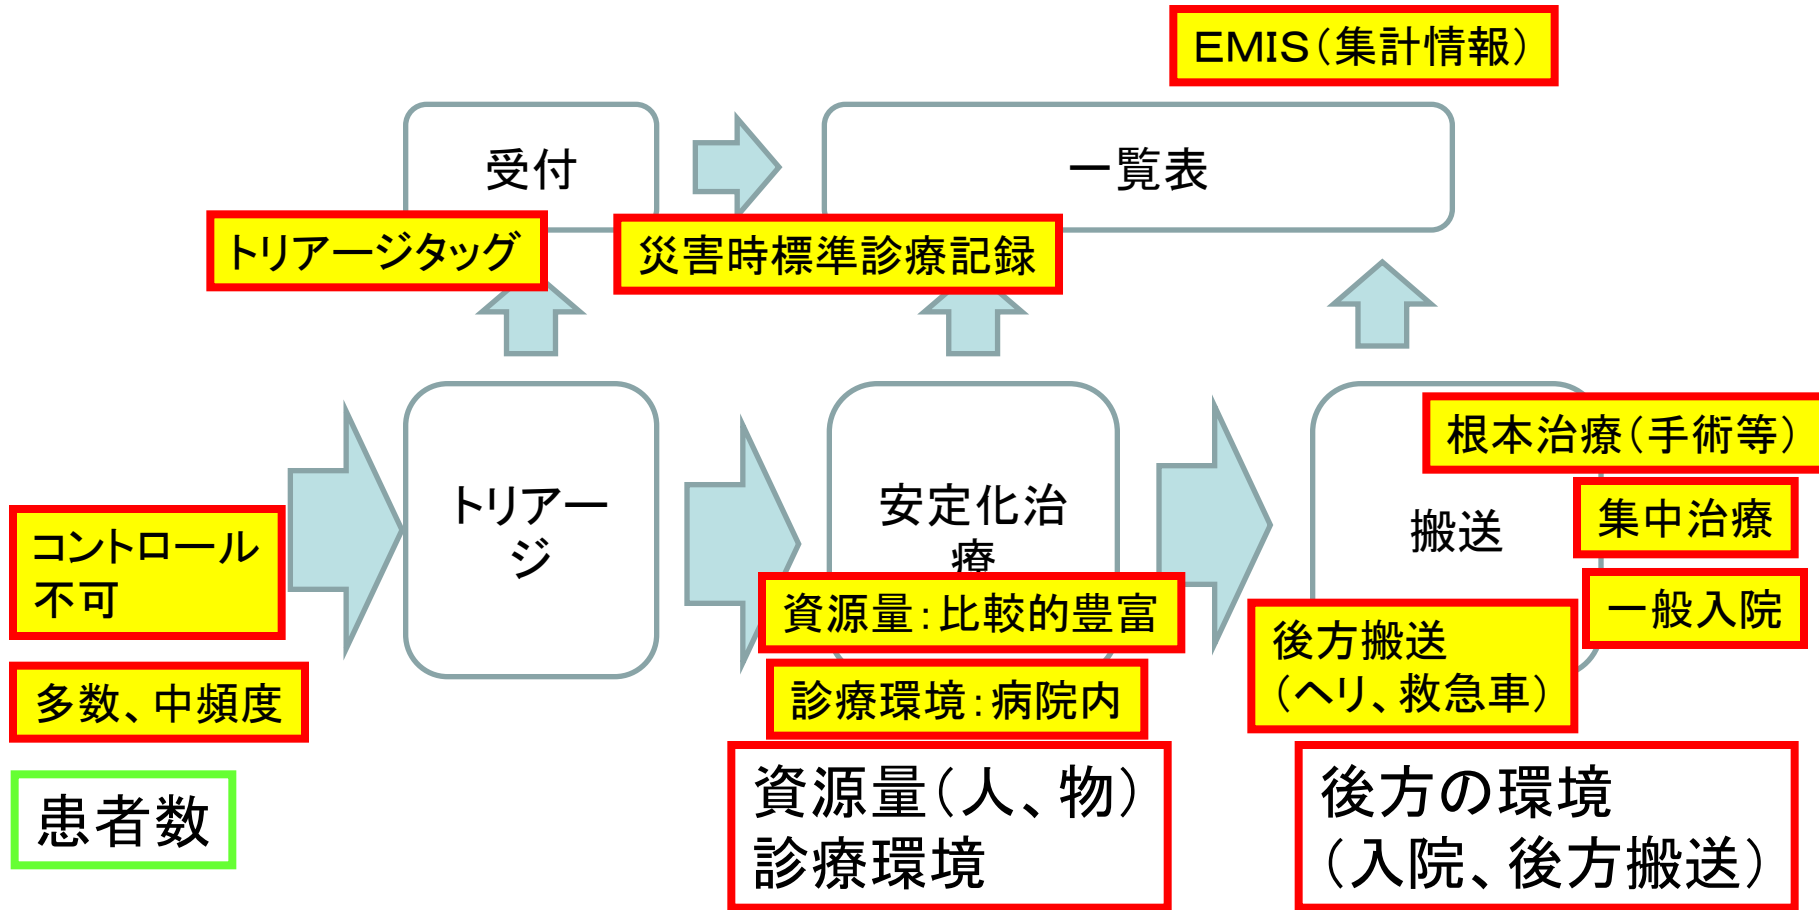 EMIS（集計情報）
受付
一覧表
トリアージタッグ
災害時標準診療記録
トリアー
ジ
安定化治
療
搬送
根本治療（手術等）
集中治療
一般入院
コントロール
不可
多数、中頻度
資源量：比較的豊富
診療環境：病院内
後方搬送
（ヘリ、救急車）
患者数
資源量（人、物）
診療環境
後方の環境
（入院、後方搬送）